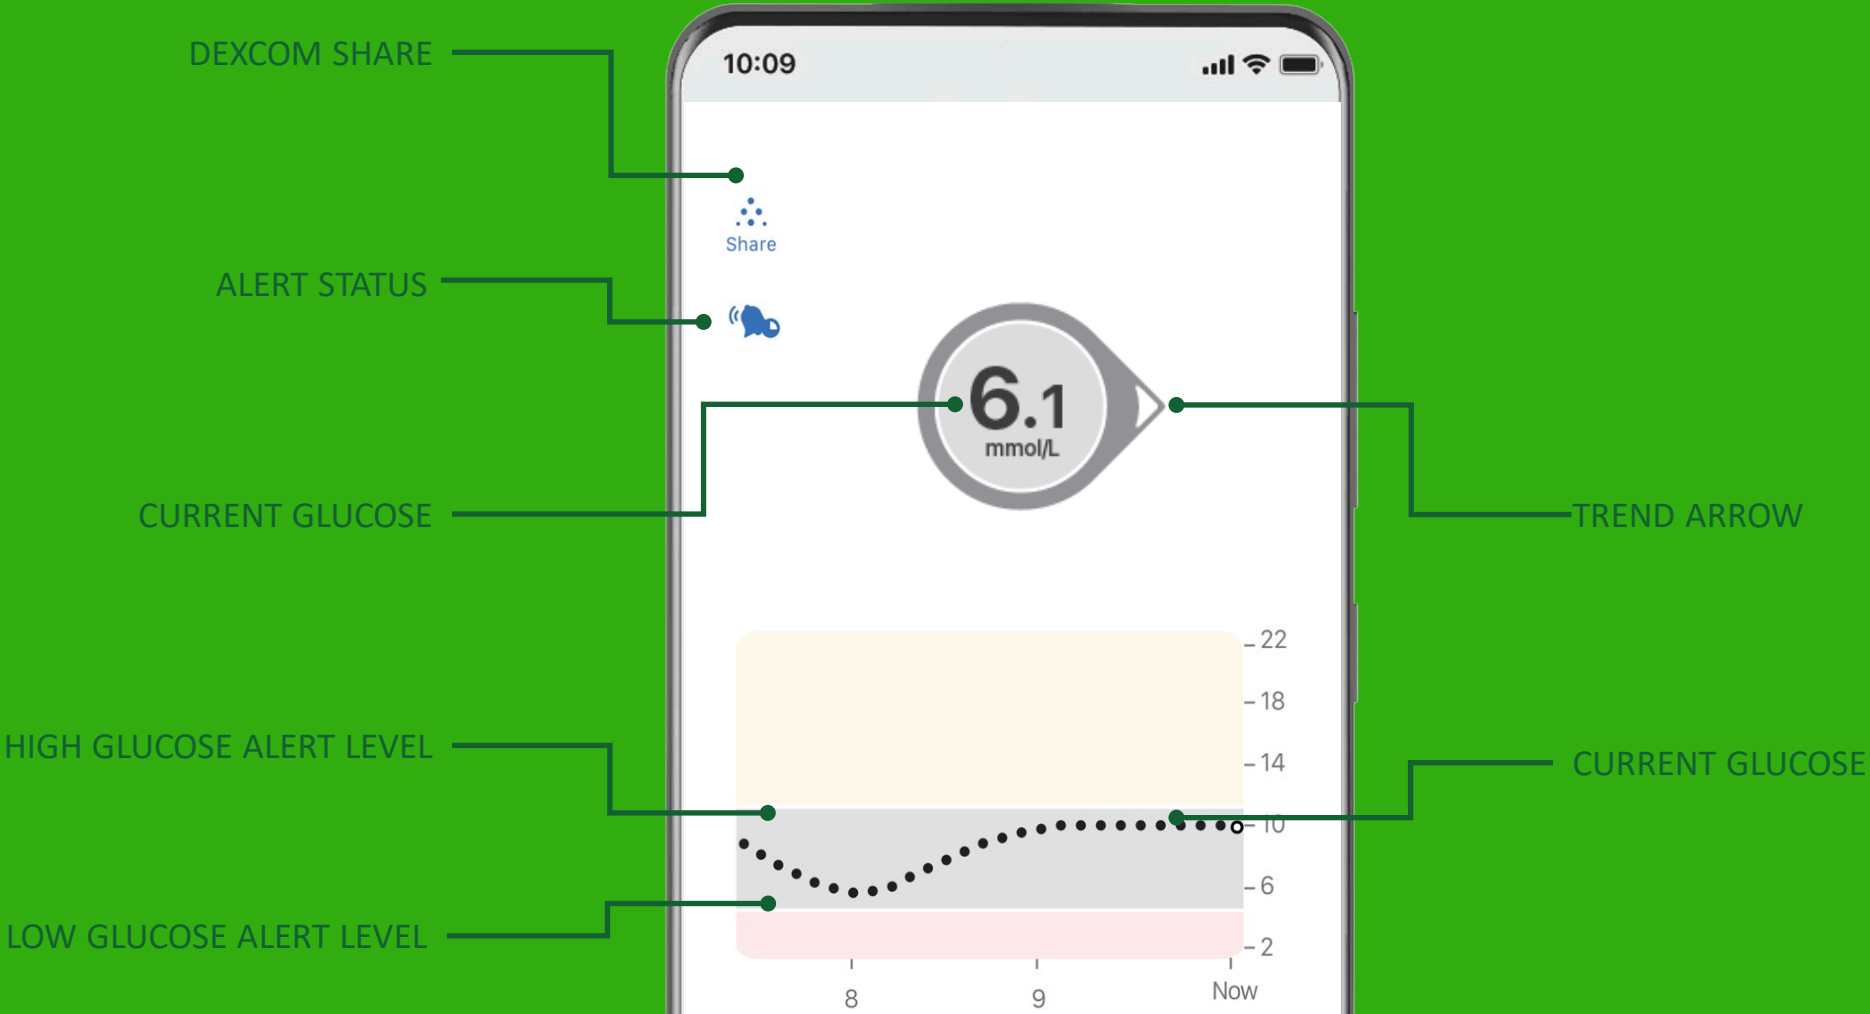 DEXCOM SHARE
10:09
Share
ALERT STATUS
6.1
mmol/L
CURRENT GLUCOSE
TREND ARROW
22
18
14
HIGH GLUCOSE ALERT LEVEL
CURRENT GLUCOSE
10
6
LOW GLUCOSE ALERT LEVEL
2
8
9
Now